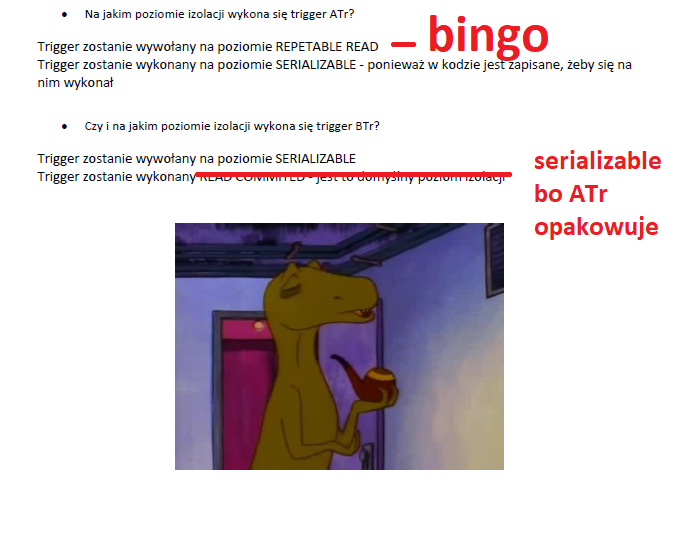 • Na jakim poziomie izolacji wykona się trigger ATr?
Trigger zostanie wywołany na poziomie REPETABLE READ – bingo
Trigger zostanie wykonany na poziomie SERIALIZABLE - ponieważ w kodzie jest zapisane, żeby się na
nim wykonał
• Czy i na jakim poziomie izolacji wykona się trigger BTr?
Trigger zostanie wywołany na poziomie SERIALIZABLE
Trigger zostanie wykonany READ COMMITED - jest to domyślny poziom izolacji
serializable
bo ATr
opakowuje